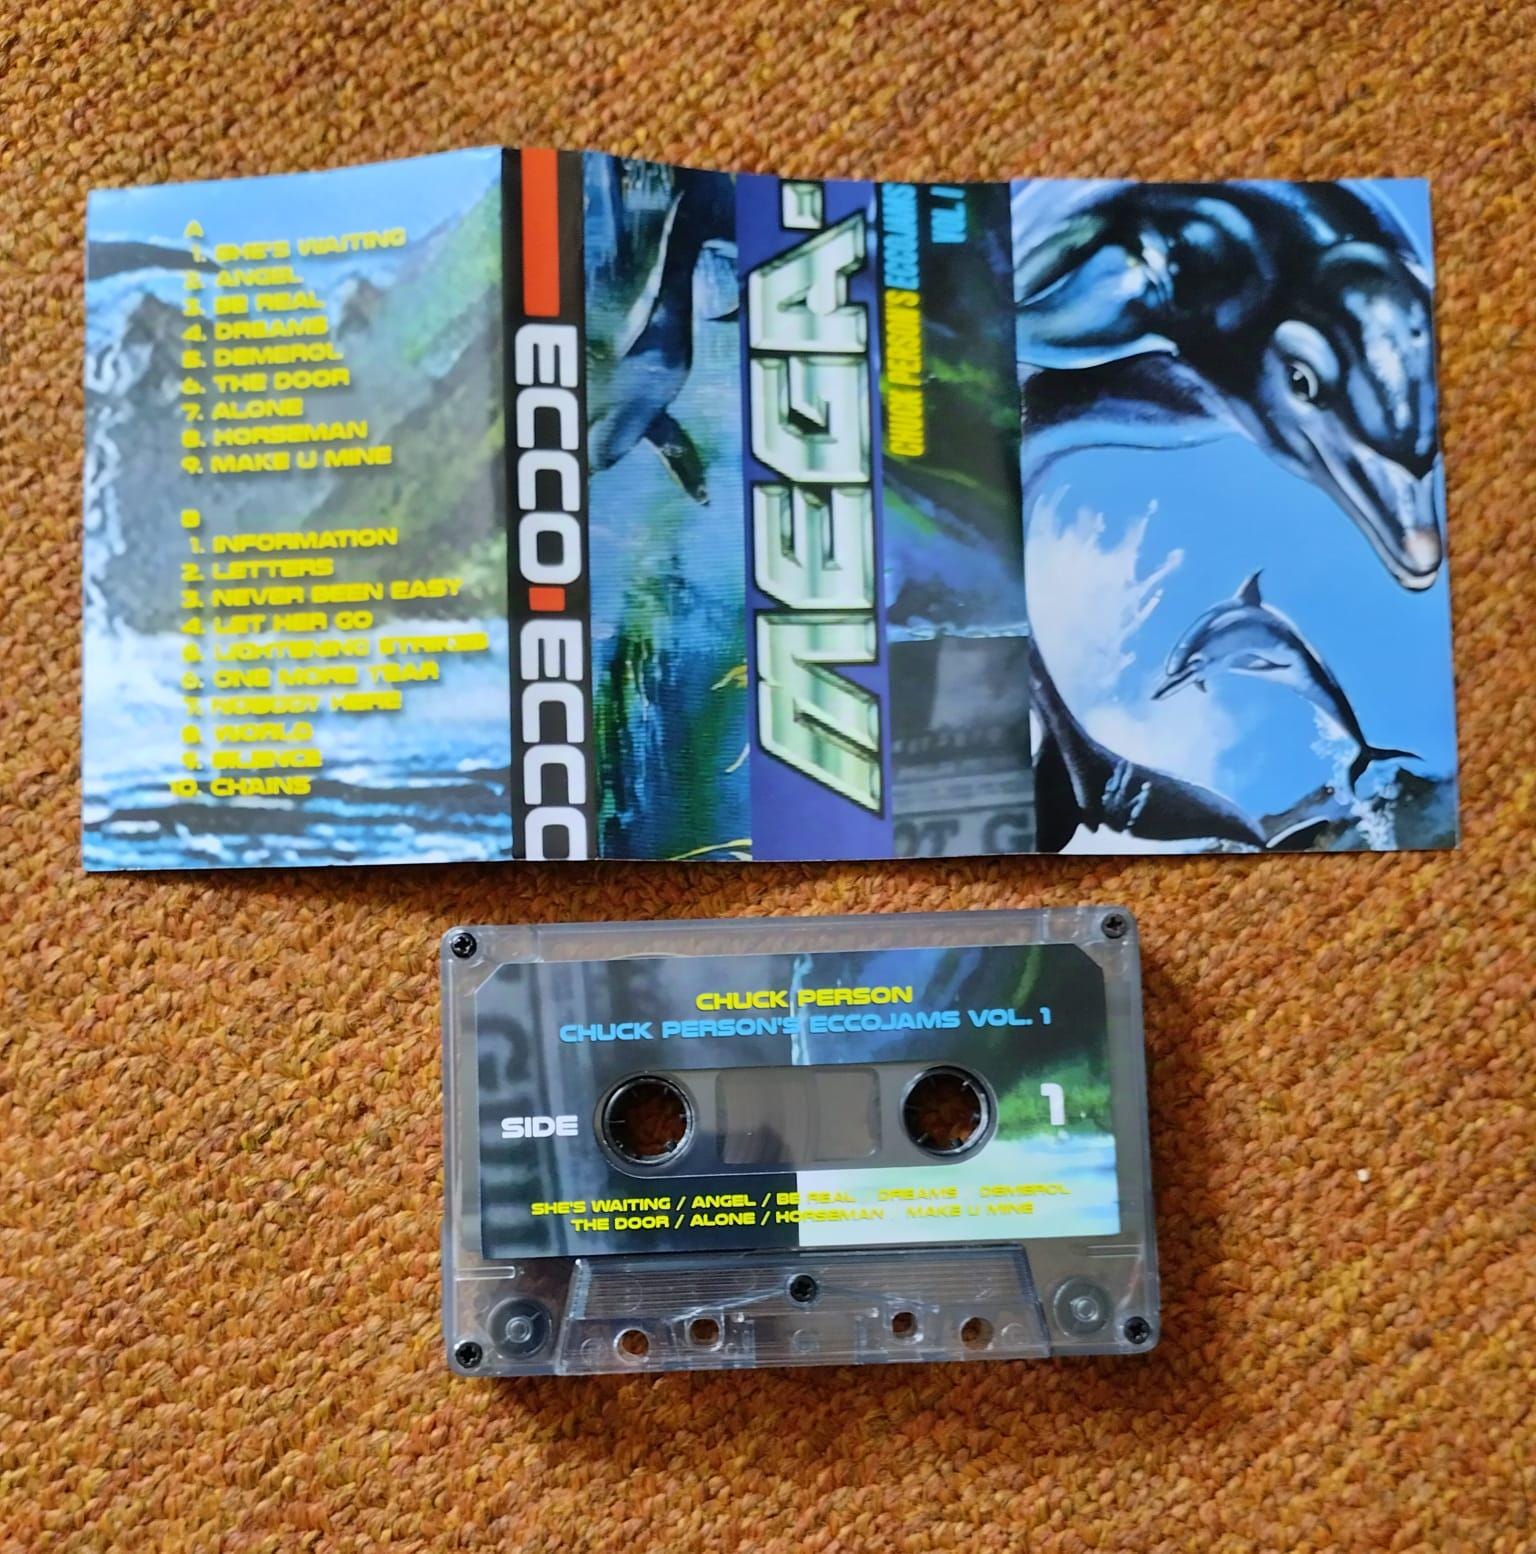 A
1. SHE'S WAITING
2. ANGEL
3. BE REAL
4. DREAMS
5. DEMEROL
6. THE DOOR
7. ALONE
8. HORSEMAN
9. MAKE U MINE
B
1. INFORMATION
2. LETTERS
3. NEVER BEEN EASY
4. LET HER GO
5. LIGHTENING STRIKES
6. ONE MORE TEAR
7. NOBODY HERE
8. WORLD
9. SILENCE
10. CHAINS
ECCO ECCO
MEGA
CHUCK PERSON'S ECCOJAMS
VOL. 1
CHUCK PERSON
CHUCK PERSON'S ECCOJAMS VOL. 1
SIDE 1
SHE'S WAITING / ANGEL / BE REAL / DREAMS / DEMEROL
THE DOOR / ALONE / HORSEMAN / MAKE U MINE